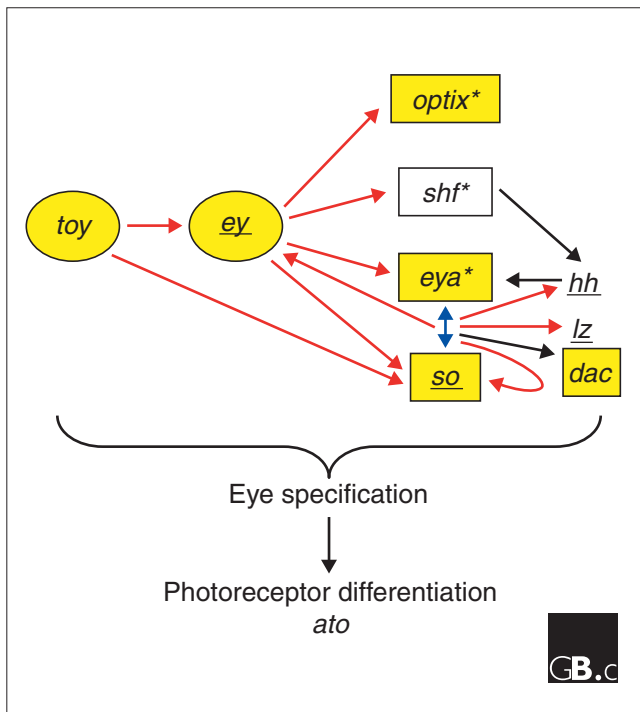 optix*
shf*
toy
ey
eya*
hh
lz
so
dac
Eye specification
Photoreceptor differentiation
ato
GB.c